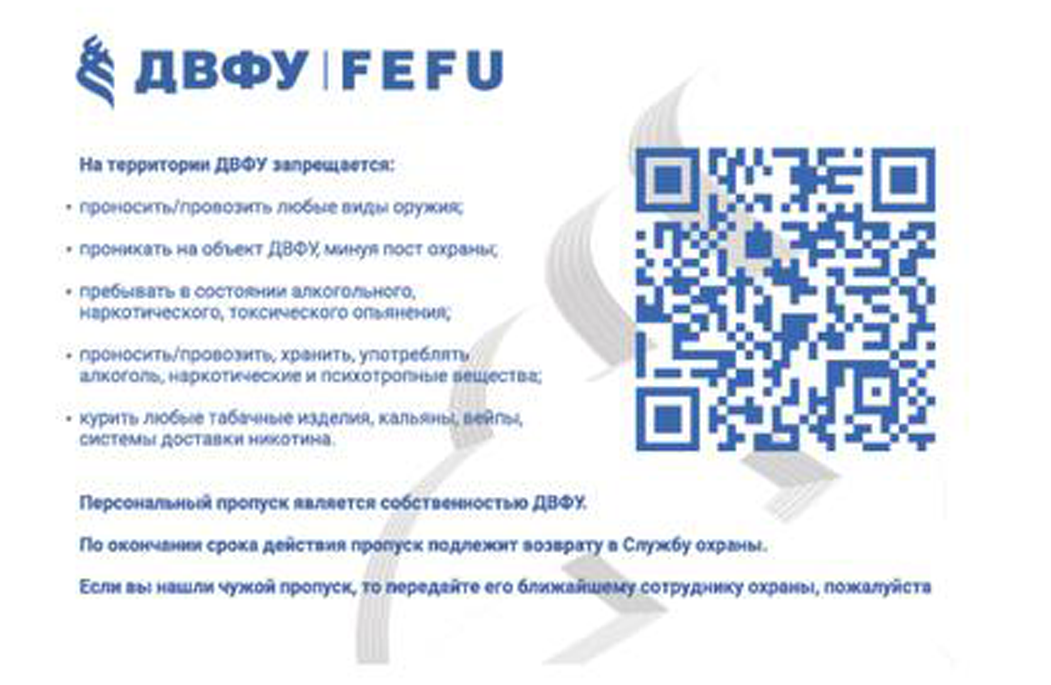 ДВФУ | FEFU
На территории ДВФУ запрещается:
• проносить/провозить любые виды оружия;
• проникать на объект ДВФУ, минуя пост охраны;
• пребывать в состоянии алкогольного,
наркотического, токсического опьянения;
• проносить/провозить, хранить, употреблять
алкоголь, наркотические и психотропные вещества;
• курить любые табачные изделия, кальяны, вейпы,
системы доставки никотина.
Персональный пропуск является собственностью ДВФУ.
По окончании срока действия пропуск подлежит возврату в Службу охраны.
Если вы нашли чужой пропуск, то передайте его ближайшему сотруднику охраны, пожалуйста